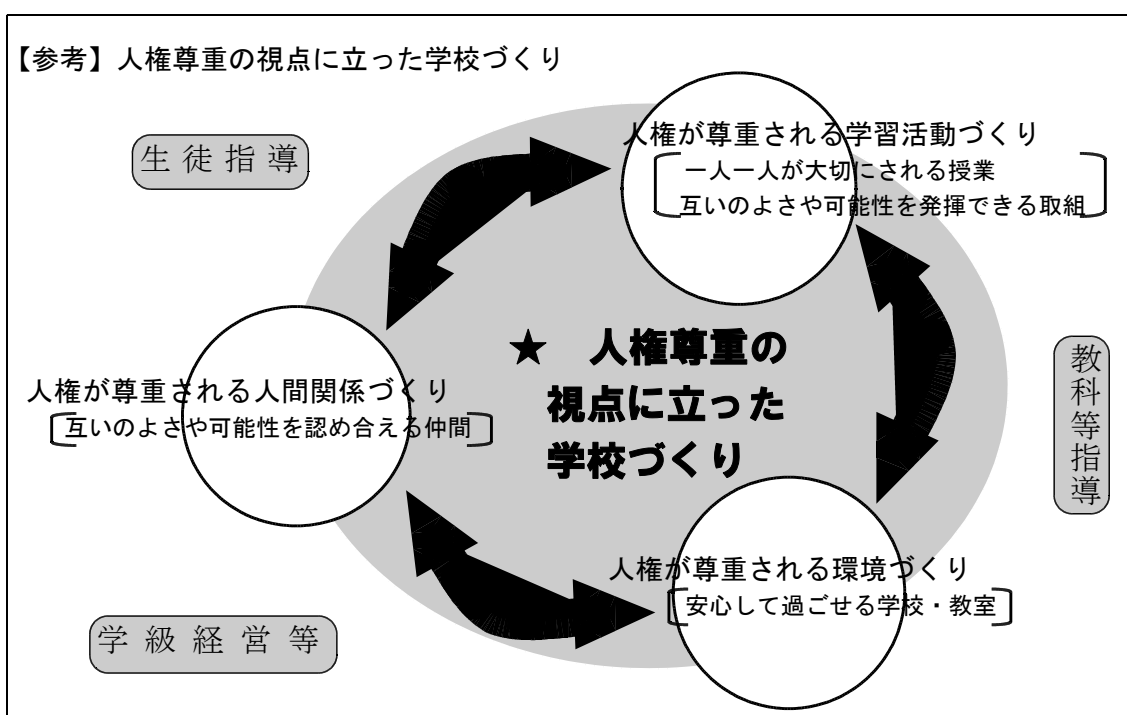 【参考】人権尊重の視点に立った学校づくり
生徒指導
人権が尊重される学習活動づくり
一人一人が大切にされる授業
互いのよさや可能性を発揮できる取組
★ 人権尊重の
視点に立った
学校づくり
教科等指導
人権が尊重される人間関係づくり
互いのよさや可能性を認め合える仲間
人権が尊重される環境づくり
安心して過ごせる学校・教室
学級経営等